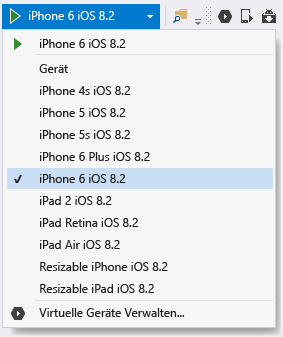 iPhone 6 iOS 8.2
iPhone 6 iOS 8.2
Gerät
iPhone 4s iOS 8.2
iPhone 5 iOS 8.2
iPhone 5s iOS 8.2
iPhone 6 Plus iOS 8.2
iPhone 6 iOS 8.2
iPad 2 iOS 8.2
iPad Retina iOS 8.2
iPad Air iOS 8.2
Resizable iPhone iOS 8.2
Resizable iPad iOS 8.2
Virtuelle Geräte Verwalten...